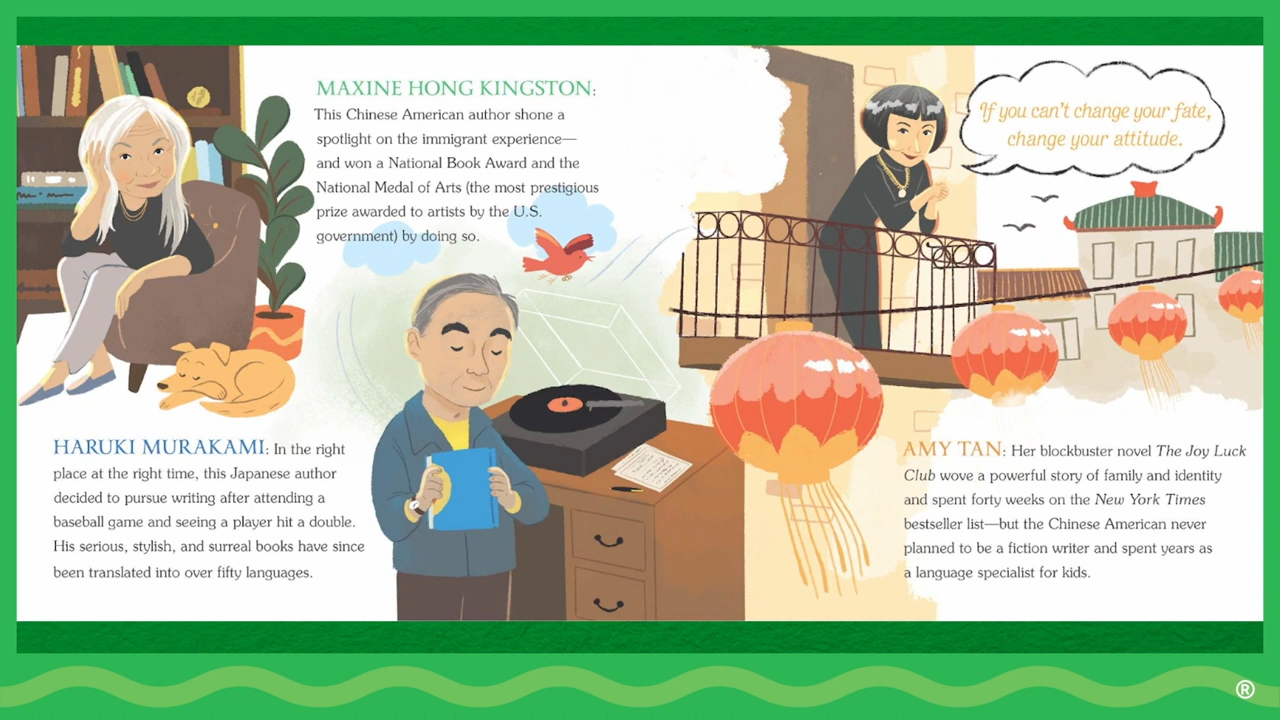 MAXINE HONG KINGSTON:
This Chinese American author shone a
spotlight on the immigrant experience—
and won a National Book Award and the
National Medal of Arts (the most prestigious
prize awarded to artists by the U.S.
government) by doing so.
"If you can't change your fate,
change your attitude.
HARUKI MURAKAMI: In the right
place at the right time, this Japanese author
decided to pursue writing after attending a
baseball game and seeing a player hit a double.
His serious, stylish, and surreal books have since
been translated into over fifty languages.
AMY TAN: Her blockbuster novel The Joy Luck
Club wove a powerful story of family and identity
and spent forty weeks on the New York Times
bestseller list—but the Chinese American never
planned to be a fiction writer and spent years as
a language specialist for kids.
®